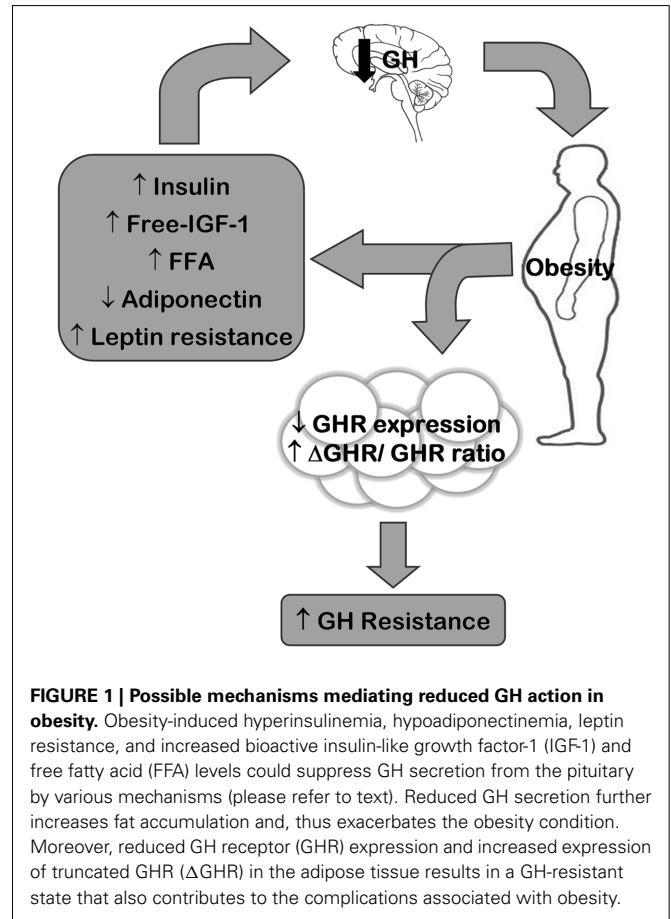 GH
↑ Insulin
↑ Free-IGF-1
↑ FFA
↓ Adiponectin
↑ Leptin resistance
Obesity
↓ GHR expression
↑ ΔGHR/ GHR ratio
↑ GH Resistance
FIGURE 1 | Possible mechanisms mediating reduced GH action in
obesity. Obesity-induced hyperinsulinemia, hypoadiponectinemia, leptin
resistance, and increased bioactive insulin-like growth factor-1 (IGF-1) and
free fatty acid (FFA) levels could suppress GH secretion from the pituitary
by various mechanisms (please refer to text). Reduced GH secretion further
increases fat accumulation and, thus exacerbates the obesity condition.
Moreover, reduced GH receptor (GHR) expression and increased expression
of truncated GHR (ΔGHR) in the adipose tissue results in a GH-resistant
state that also contributes to the complications associated with obesity.